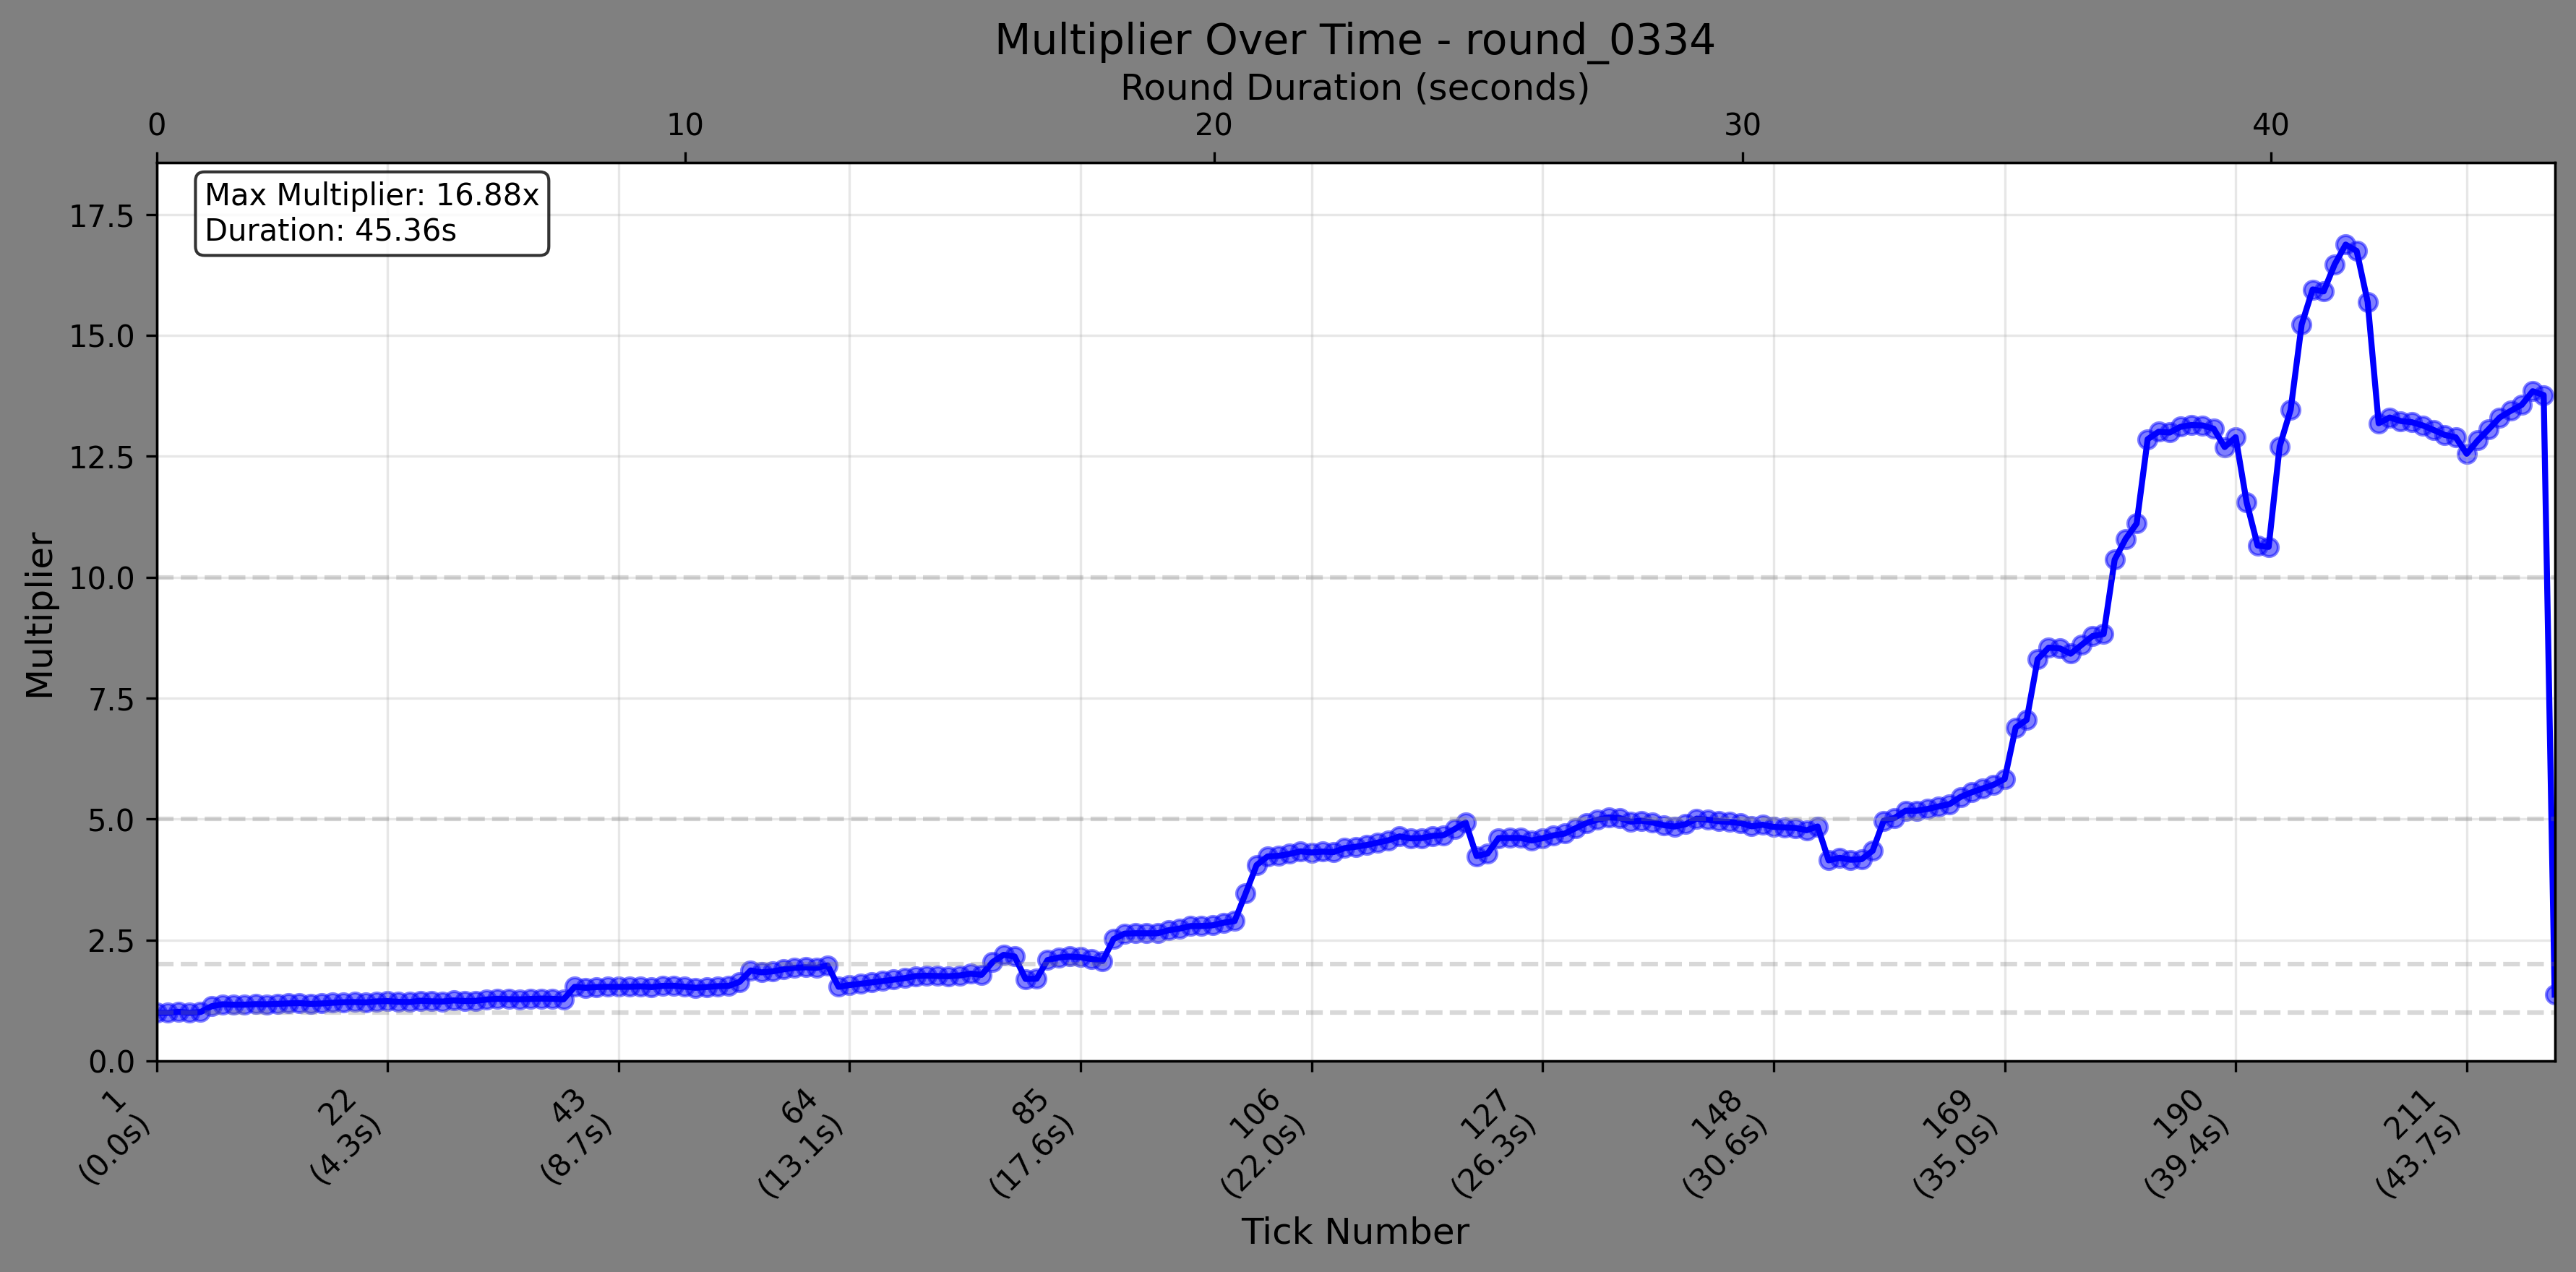 Multiplier Over Time - round_0334
Round Duration (seconds)
0 10 20 30 40
Max Multiplier: 16.88x
Duration: 45.36s
Multiplier
17.5
15.0
12.5
10.0
7.5
5.0
2.5
0.0
1
(0.0s)
22
(4.3s)
43
(8.7s)
64
(13.1s)
85
(17.6s)
106
(22.0s)
127
(26.3s)
148
(30.6s)
169
(35.0s)
190
(39.4s)
211
(43.7s)
Tick Number